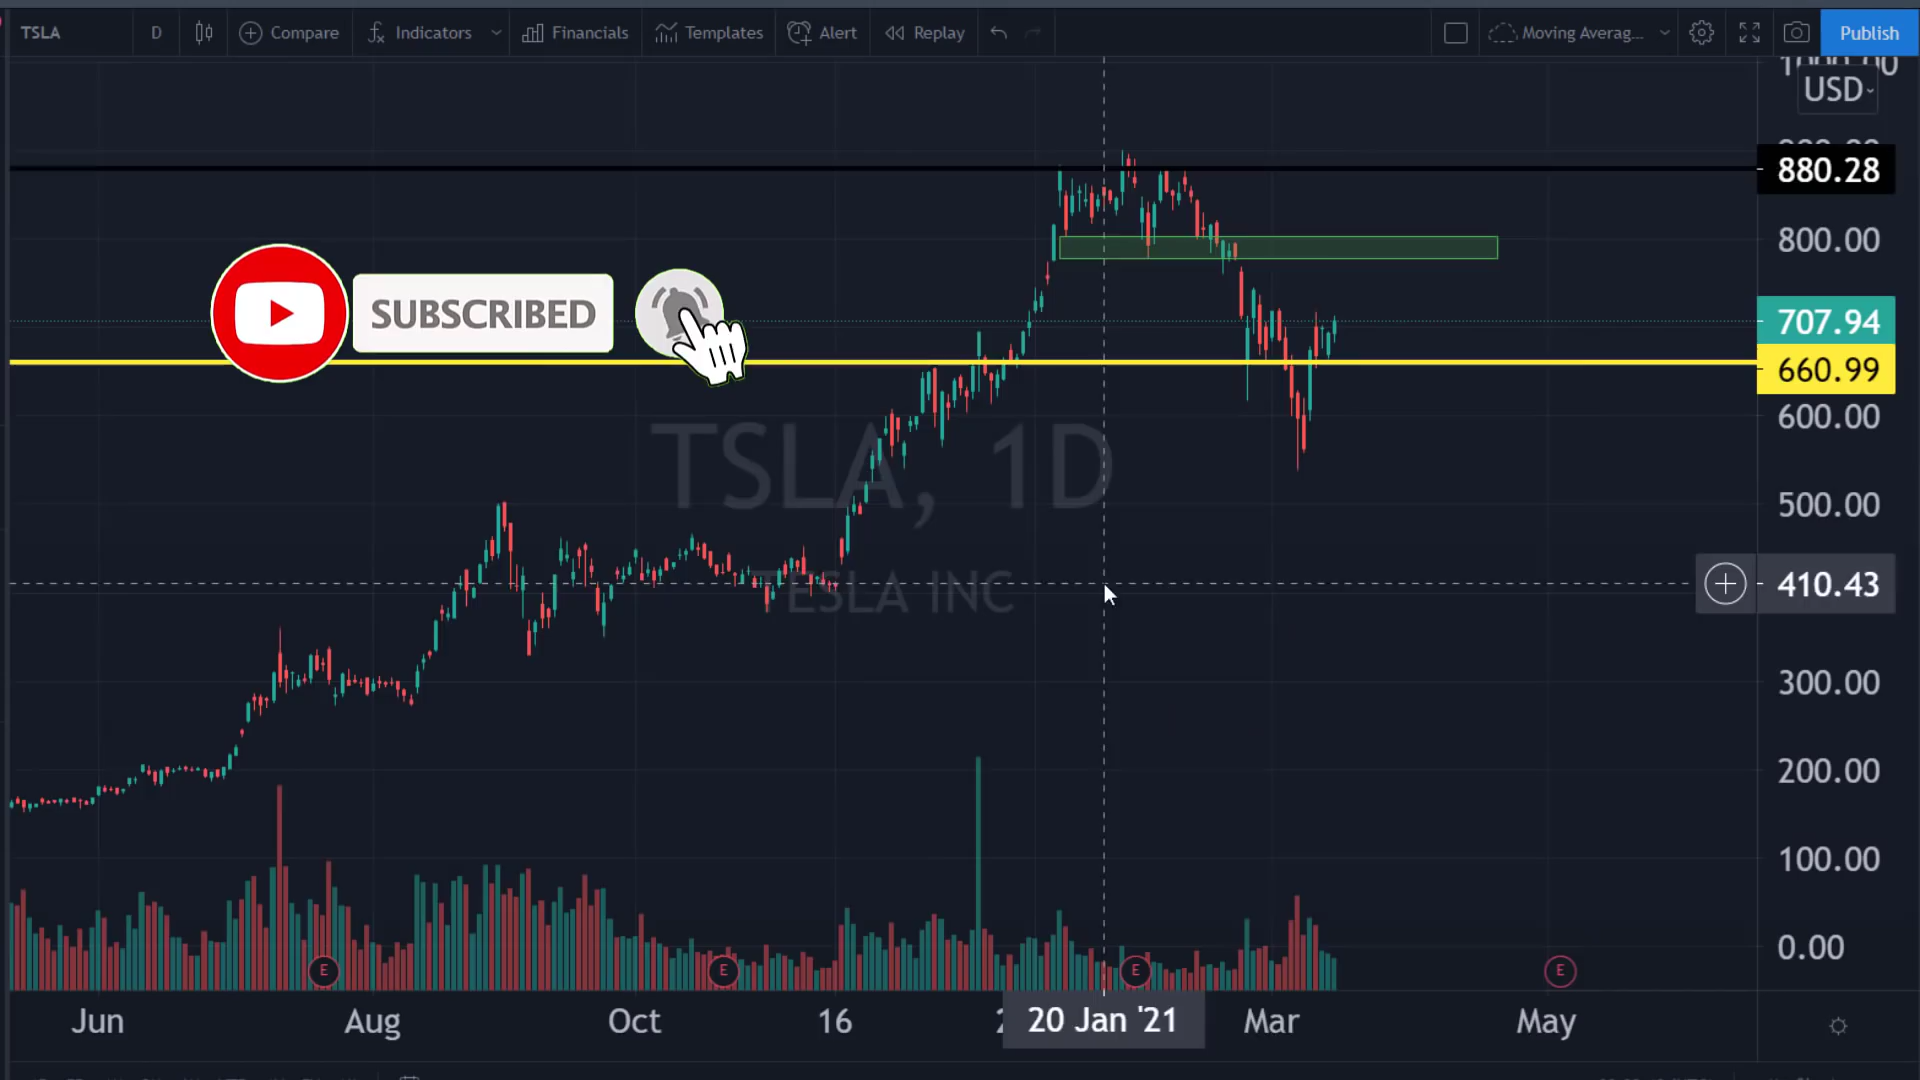 TSLA D Compare Indicators Financials Templates Alert Replay Moving Averag... Publish
1000.00
USD
880.28
800.00
SUBSCRIBED
707.94
660.99
TSLA, 1D
600.00
500.00
TESLA INC
410.43
300.00
200.00
100.00
0.00
E E E E
Jun Aug Oct 16 20 Jan '21 Mar May